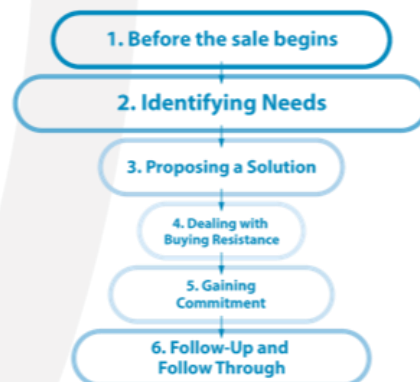 1. Before the sale begins
2. Identifying Needs
3. Proposing a Solution
4. Dealing with
Buying Resistance
5. Gaining
Commitment
6. Follow-Up and
Follow Through